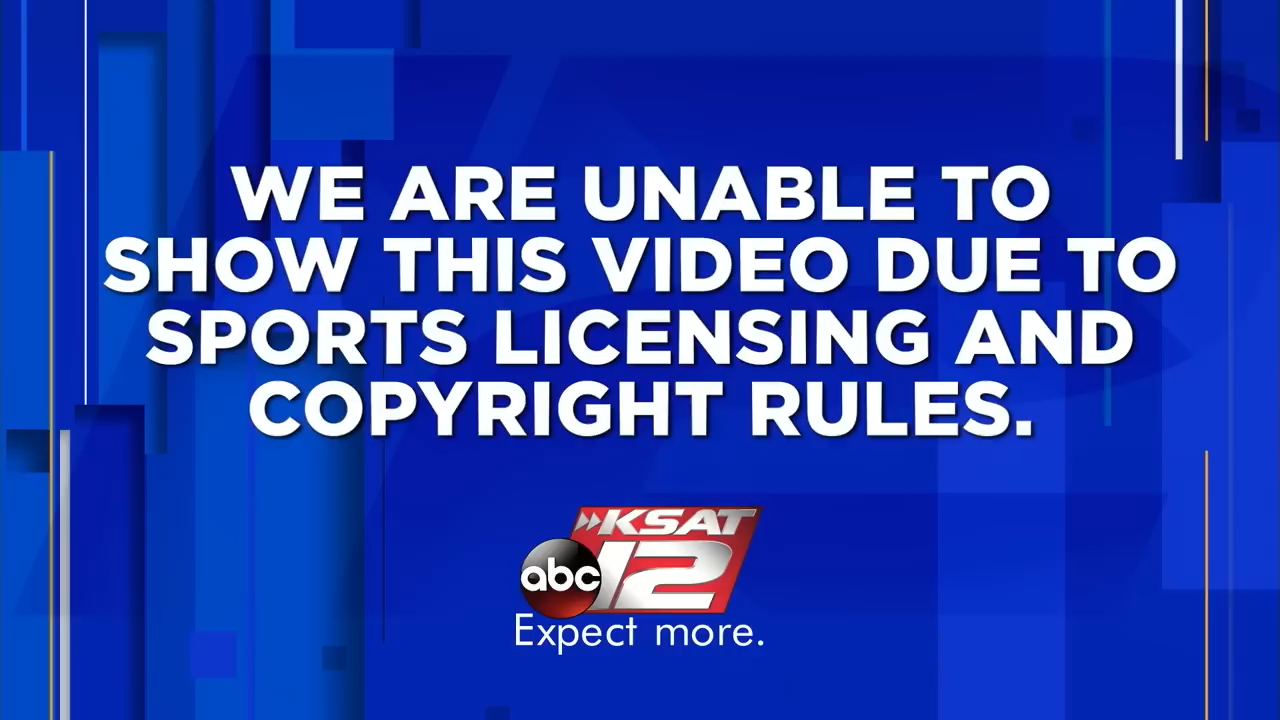 WE ARE UNABLE TO
SHOW THIS VIDEO DUE TO
SPORTS LICENSING AND
COPYRIGHT RULES.
KSAT
abc 12
Expect more.